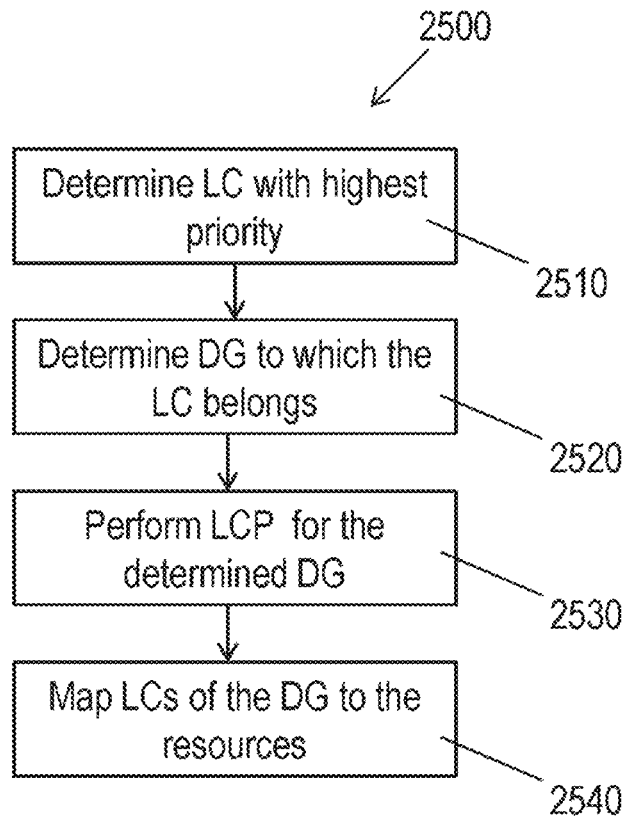 2500
Determine LC with highest
priority
2510
Determine DG to which the
LC belongs
2520
Perform LCP for the
determined DG
2530
Map LCs of the DG to the
resources
2540